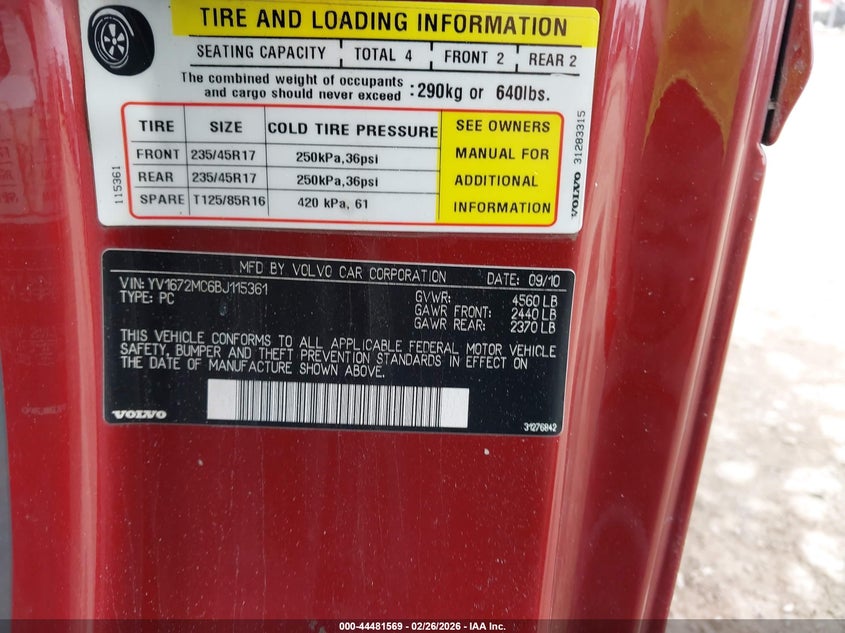 TIRE AND LOADING INFORMATION
SEATING CAPACITY TOTAL 4 FRONT 2 REAR 2
The combined weight of occupants
and cargo should never exceed :290kg or 640lbs.
TIRE SIZE COLD TIRE PRESSURE
FRONT 235/45R17 250kPa,36psi
REAR 235/45R17 250kPa,36psi
SPARE T125/85R16 420 kPa, 61
SEE OWNERS
MANUAL FOR
ADDITIONAL
INFORMATION
115361
VOLVO 31283315
MFD BY VOLVO CAR CORPORATION DATE: 09/10
VIN: YV1672MC6BJ115361
TYPE: PC
GVWR: 4560 LB
GAWR FRONT: 2440 LB
GAWR REAR: 2370 LB
THIS VEHICLE CONFORMS TO ALL APPLICABLE FEDERAL MOTOR VEHICLE
SAFETY, BUMPER AND THEFT PREVENTION STANDARDS IN EFFECT ON
THE DATE OF MANUFACTURE SHOWN ABOVE.
VOLVO
31276842
000-44481569 | 02/26/2026 | IAA Inc.